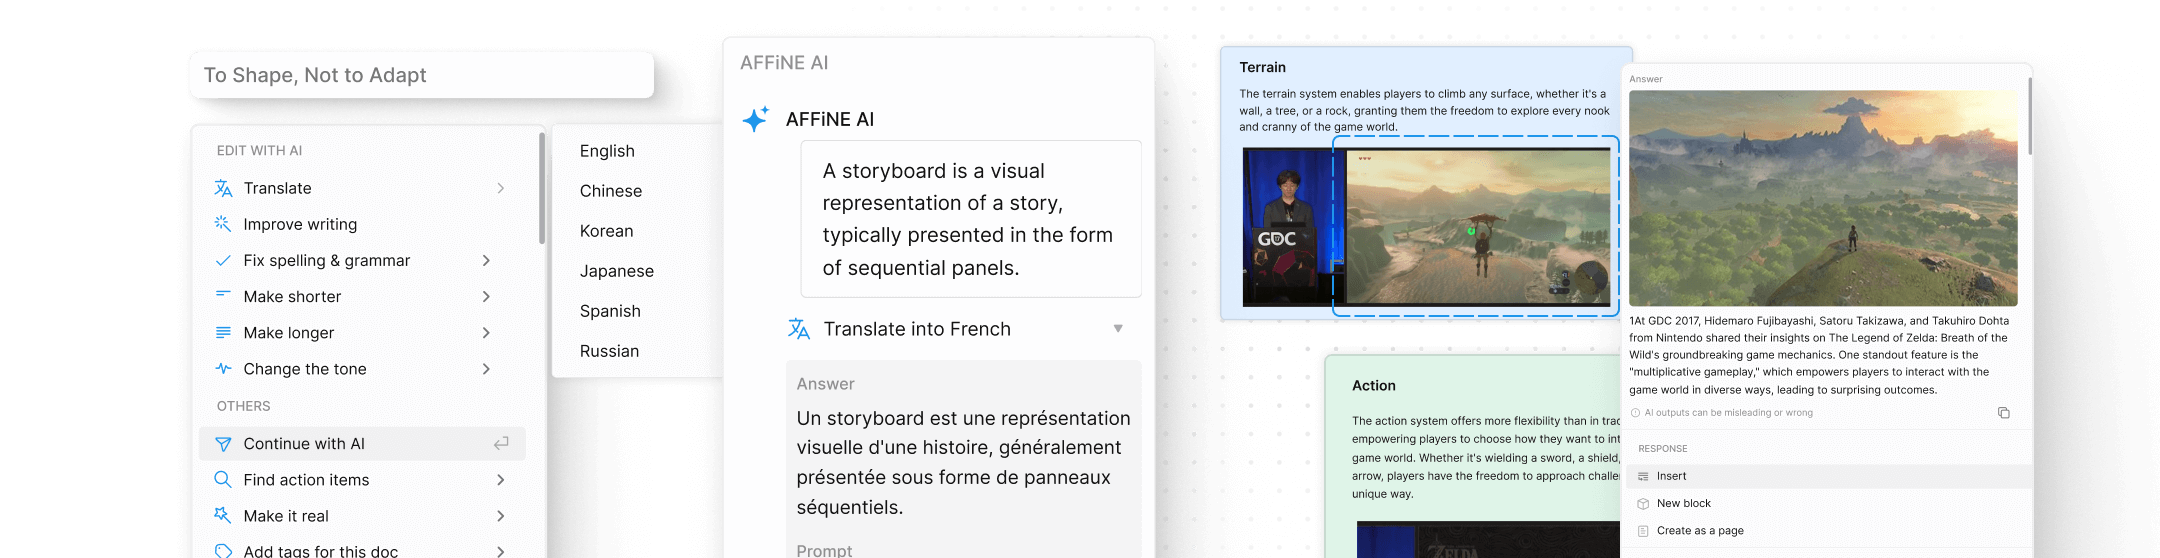 To Shape, Not to Adapt
EDIT WITH AI
Translate
Improve writing
Fix spelling & grammar
Make shorter
Make longer
Change the tone
OTHERS
Continue with AI
Find action items
Make it real
Add tags for this doc
English
Chinese
Korean
Japanese
Spanish
Russian
AFFiNE AI
AFFiNE AI
A storyboard is a visual
representation of a story,
typically presented in the form
of sequential panels.
Translate into French
Answer
Un storyboard est une représentation
visuelle d'une histoire, généralement
présentée sous forme de panneaux
séquentiels.
Prompt
Terrain
The terrain system enables players to climb any surface, whether it's a
wall, a tree, or a rock, granting them the freedom to explore every nook
and cranny of the game world.
GDC
Action
The action system offers more flexibility than in trad
empowering players to choose how they want to int
game world. Whether it's wielding a sword, a shield,
arrow, players have the freedom to approach challe
unique way.
ZELDA
Answer
1At GDC 2017, Hidemaro Fujibayashi, Satoru Takizawa, and Takuhiro Dohta
from Nintendo shared their insights on The Legend of Zelda: Breath of the
Wild's groundbreaking game mechanics. One standout feature is the
"multiplicative gameplay," which empowers players to interact with the
game world in diverse ways, leading to surprising outcomes.
AI outputs can be misleading or wrong
RESPONSE
Insert
New block
Create as a page